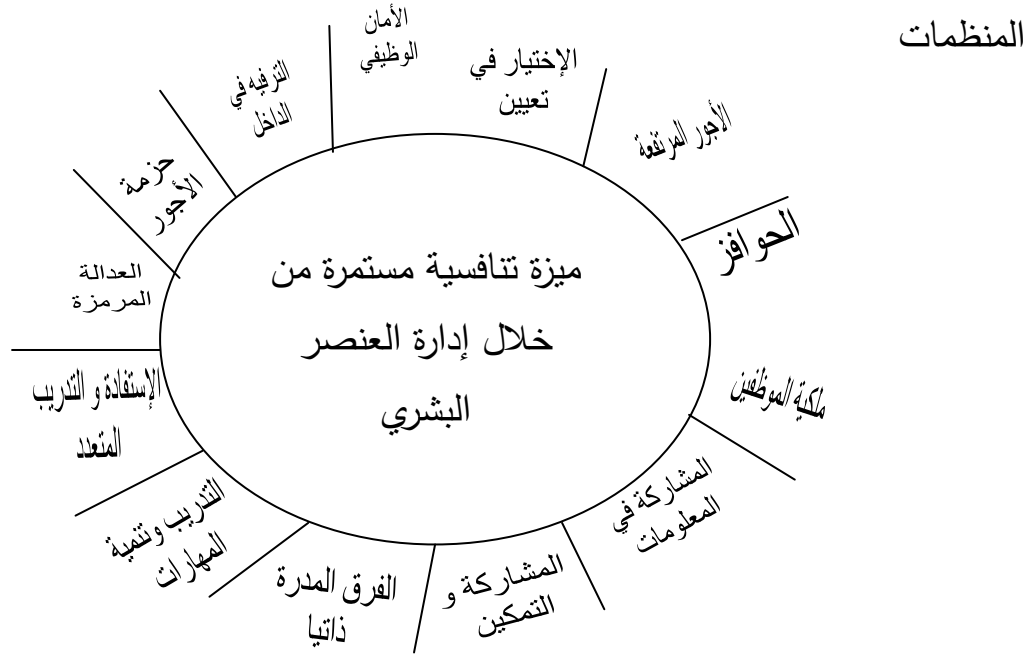 المنظمات
الأمان
الوظيفي
الإختيار في
تعيين
الأجور المرتفعة
الحوافز
ملكية الموظفين
المشاركة في
المعلومات
المشاركة و
التمكين
الفرق المدرة
ذاتيا
التدريب وتنمية
المهارات
الإستفادة و التدريب
المتعدد
العدالة
المرمزة
حزمة
الأجور
الترفيه في
الداخل
ميزة تنافسية مستمرة من
خلال إدارة العنصر
البشري